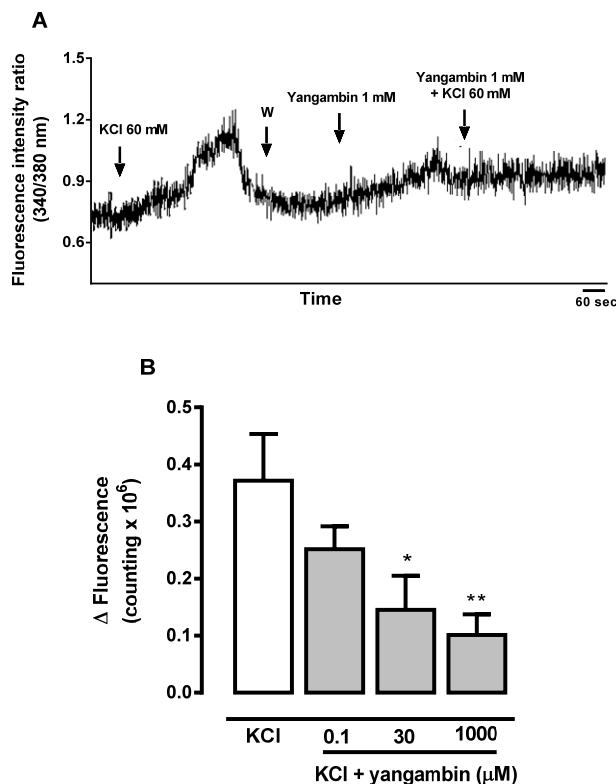 A
Fluorescence intensity ratio
(340/380 nm)
1.5
1.2
0.9
0.6
KCl 60 mM
W
Yangambin 1 mM
Yangambin 1 mM
+ KCl 60 mM
Time
60 sec
B
Δ Fluorescence
(counting x 10⁶)
0.5
0.4
0.3
0.2
0.1
0.0
*
**
KCl
0.1
30
1000
KCl + yangambin (μM)